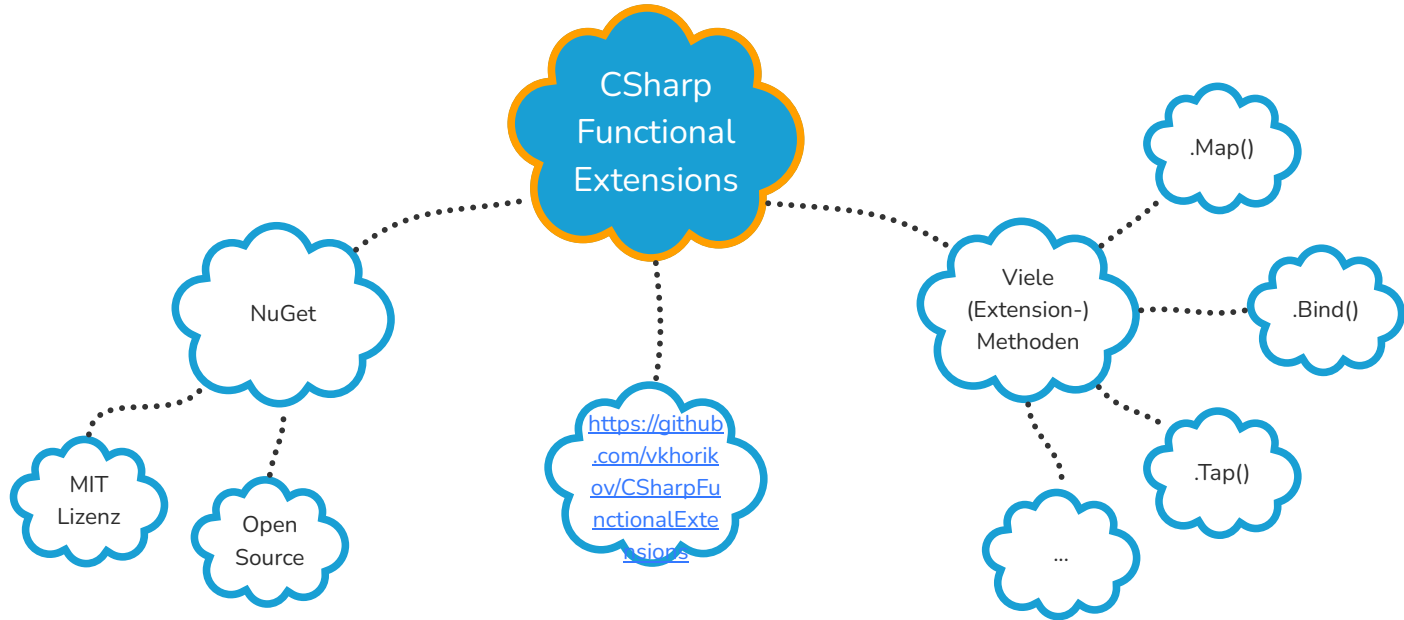 CSharp
Functional
Extensions
NuGet
MIT
Lizenz
Open
Source
https://github
.com/vkhorik
ov/CSharpFu
nctionalExte
nsions
Viele
(Extension-)
Methoden
.Map()
.Bind()
.Tap()
...